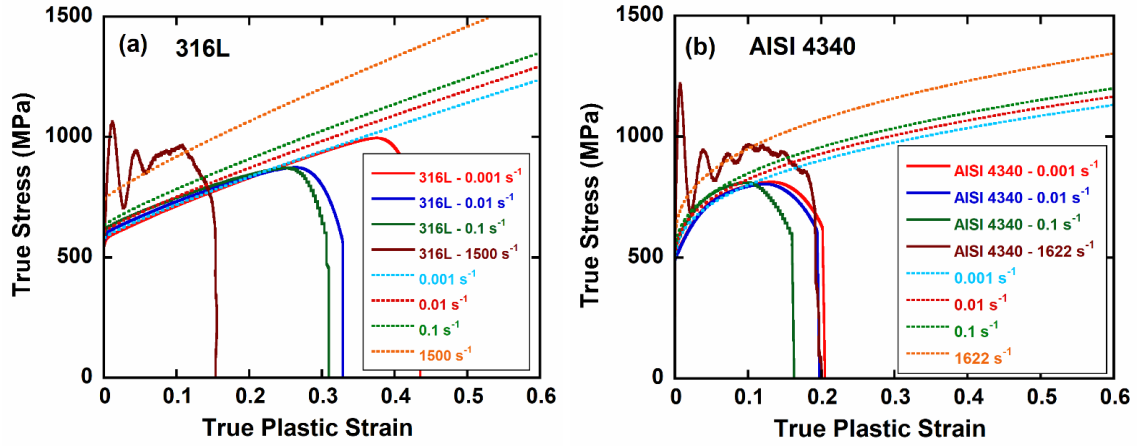 (a) 316L
True Stress (MPa)
1500
1000
500
0
0 0.1 0.2 0.3 0.4 0.5 0.6
True Plastic Strain
316L - 0.001 s⁻¹
316L - 0.01 s⁻¹
316L - 0.1 s⁻¹
316L - 1500 s⁻¹
0.001 s⁻¹
0.01 s⁻¹
0.1 s⁻¹
1500 s⁻¹
(b) AISI 4340
True Stress (MPa)
1500
1000
500
0
0 0.1 0.2 0.3 0.4 0.5 0.6
True Plastic Strain
AISI 4340 - 0.001 s⁻¹
AISI 4340 - 0.01 s⁻¹
AISI 4340 - 0.1 s⁻¹
AISI 4340 - 1622 s⁻¹
0.001 s⁻¹
0.01 s⁻¹
0.1 s⁻¹
1622 s⁻¹